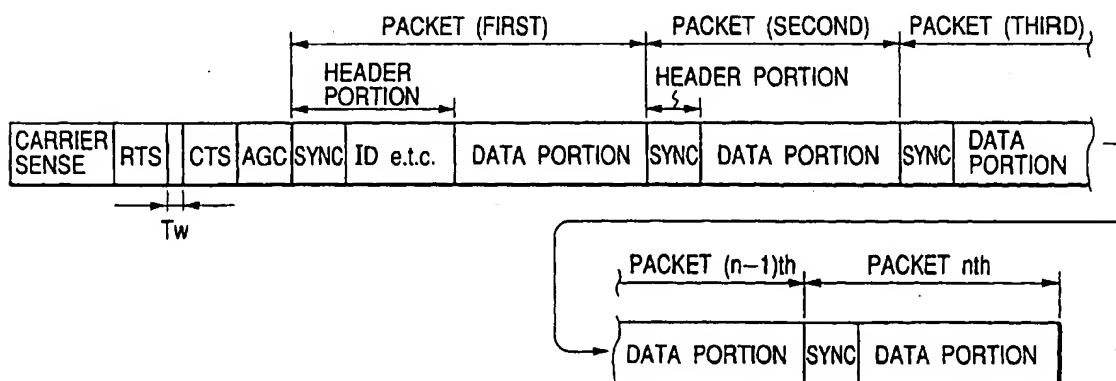 PACKET (FIRST) PACKET (SECOND) PACKET (THIRD)
HEADER PORTION HEADER PORTION
CARRIER SENSE RTS CTS AGC SYNC ID e.t.c. DATA PORTION SYNC DATA PORTION SYNC DATA PORTION
Tw
PACKET (n−1)th PACKET nth
DATA PORTION SYNC DATA PORTION